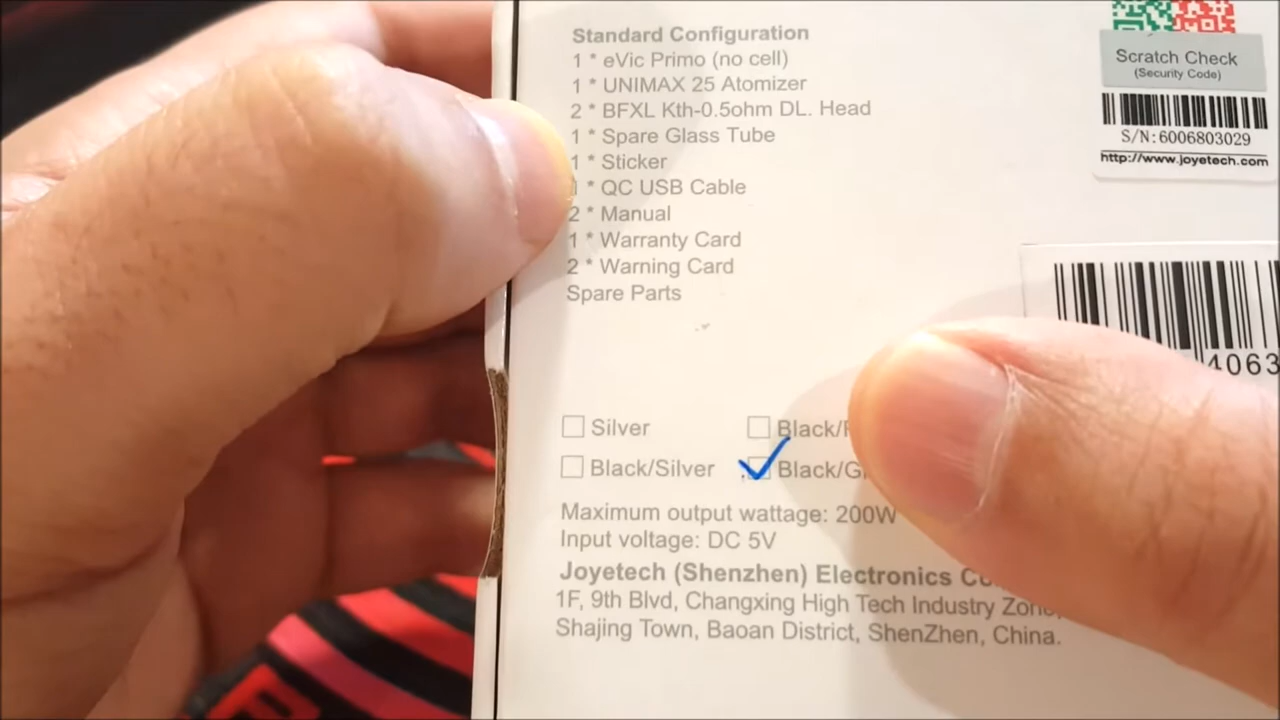 Standard Configuration
1 * eVic Primo (no cell)
1 * UNIMAX 25 Atomizer
2 * BFXL Kth-0.5ohm DL. Head
1 * Spare Glass Tube
1 * Sticker
* QC USB Cable
2 * Manual
1 * Warranty Card
2 * Warning Card
Spare Parts
Scratch Check
(Security Code)
S/N:6006803029
http://www.joyetech.com
4063
Silver
Black/
Black/Silver
Black/G
Maximum output wattage: 200W
Input voltage: DC 5V
Joyetech (Shenzhen) Electronics
1F, 9th Blvd, Changxing High Tech Industry Zone,
Shajing Town, Baoan District, ShenZhen, China.